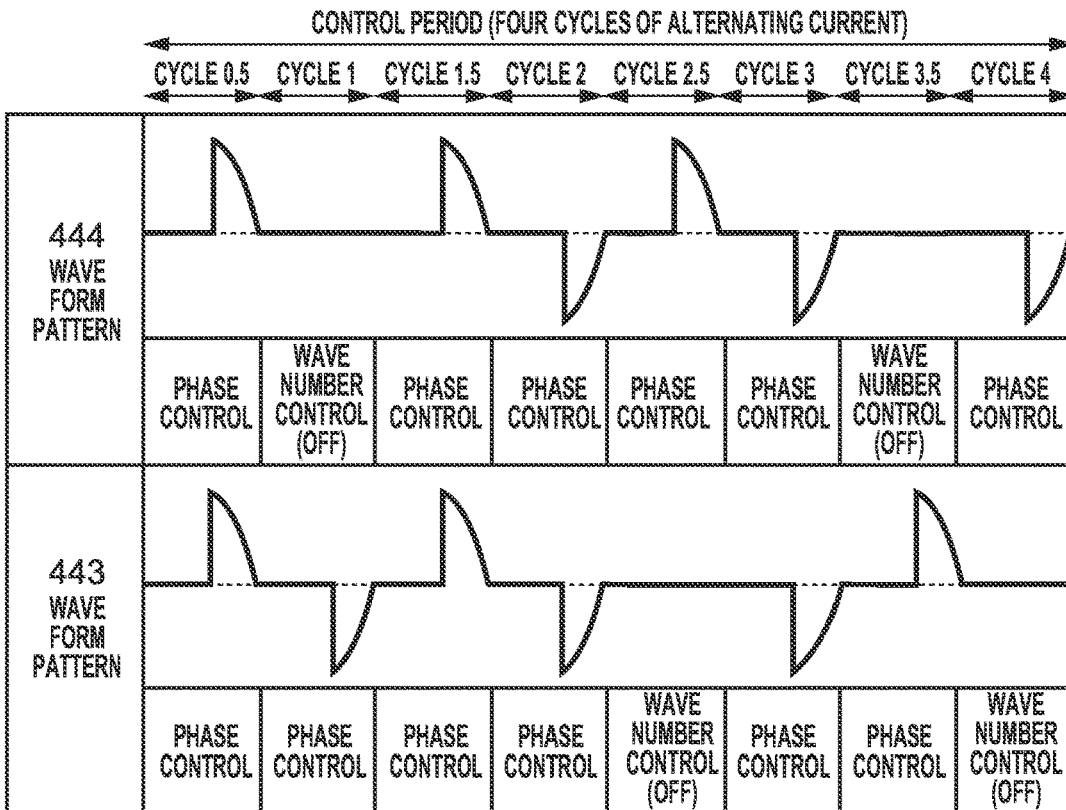 CONTROL PERIOD (FOUR CYCLES OF ALTERNATING CURRENT)
CYCLE 0.5 CYCLE 1 CYCLE 1.5 CYCLE 2 CYCLE 2.5 CYCLE 3 CYCLE 3.5 CYCLE 4
444
WAVE
FORM
PATTERN
PHASE
CONTROL
WAVE
NUMBER
CONTROL
(OFF)
PHASE
CONTROL
PHASE
CONTROL
PHASE
CONTROL
PHASE
CONTROL
WAVE
NUMBER
CONTROL
(OFF)
PHASE
CONTROL
443
WAVE
FORM
PATTERN
PHASE
CONTROL
PHASE
CONTROL
PHASE
CONTROL
PHASE
CONTROL
WAVE
NUMBER
CONTROL
(OFF)
PHASE
CONTROL
PHASE
CONTROL
WAVE
NUMBER
CONTROL
(OFF)